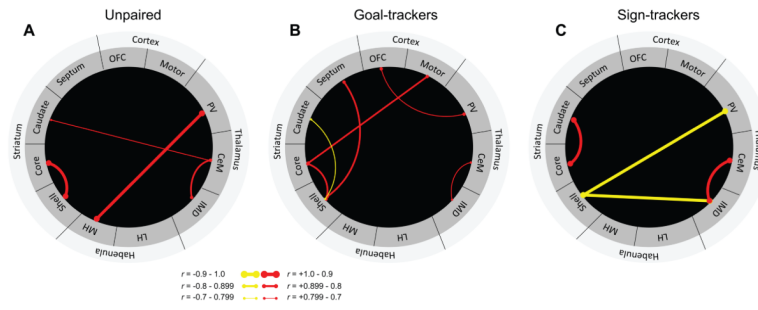 Unpaired
Goal-trackers
Sign-trackers
A
Cortex
OFC
Motor
PV
Thalamus
CeM
IMD
LH
Habenula
MH
Shell
Core
Striatum
Caudate
Septum
B
Cortex
OFC
Motor
PV
Thalamus
CeM
IMD
LH
Habenula
MH
Shell
Core
Striatum
Caudate
Septum
C
Cortex
OFC
Motor
PV
Thalamus
CeM
IMD
LH
Habenula
MH
Shell
Core
Striatum
Caudate
Septum
r = -0.9 - 1.0 r = +1.0 - 0.9
r = -0.8 - 0.899 r = +0.899 - 0.8
r = -0.7 - 0.799 r = +0.799 - 0.7